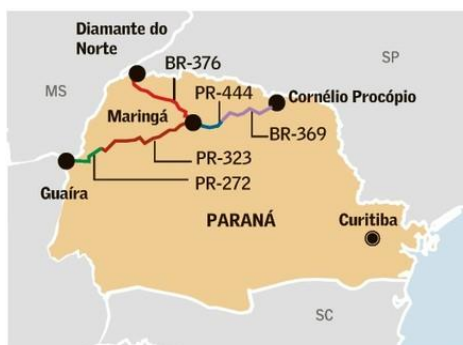 Diamante do
Norte
BR-376
SP
MS
PR-444
Cornélio Procópio
Maringá
BR-369
PR-323
PR-272
Guaíra
PARANÁ
Curitiba
SC